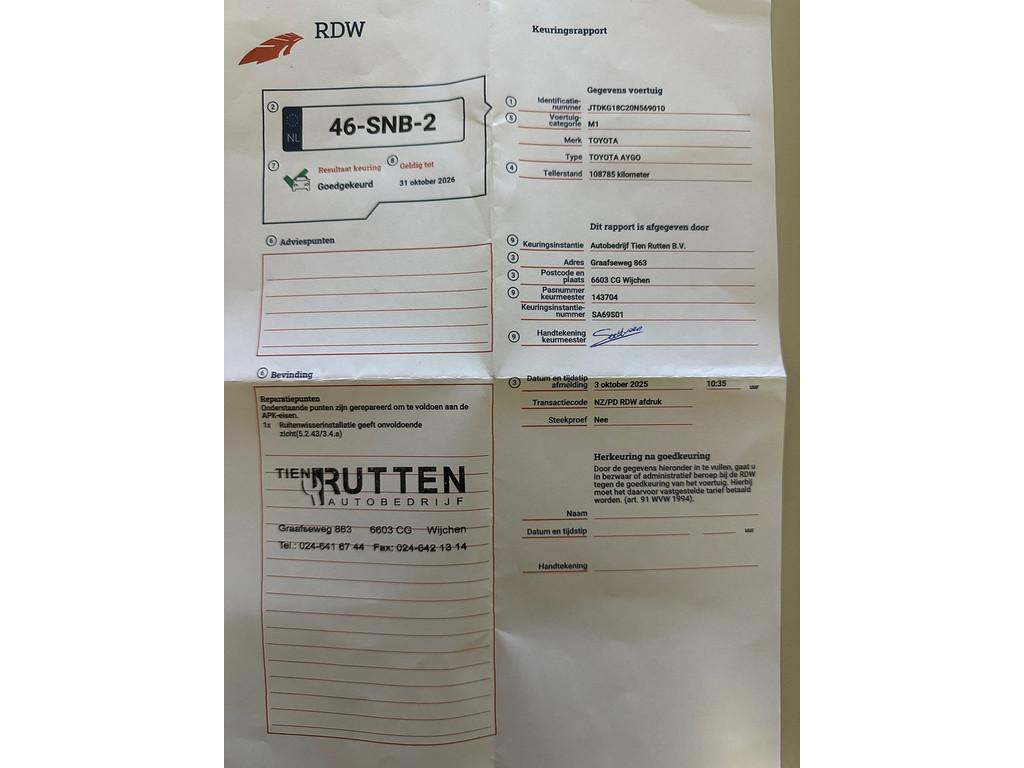 RDW
Keuringsrapport
2
NL
46-SNB-2
7
Resultaat keuring
Goedgekeurd
8
Geldig tot
31 oktober 2026
6 Adviespunten
6 Bevinding
Reparatiepunten
Onderstaande punten zijn gerepareerd om te voldoen aan de
APK-eisen.
1x Ruitenwisserinstallatie geeft onvoldoende
zicht(5.2.43/3.4.a)
TIEN RUTTEN
AUTOBEDRIJF
Graafseweg 863 6603 CG Wijchen
Tel.: 024-641 67 44 Fax: 024-642 13 14
Gegevens voertuig
1 Identificatie-
nummer JTDKG18C20N569010
5 Voertuig-
categorie M1
Merk TOYOTA
Type TOYOTA AYGO
4 Tellerstand 108785 kilometer
Dit rapport is afgegeven door
9 Keuringsinstantie Autobedrijf Tien Rutten B.V.
3 Adres Graafseweg 863
3 Postcode en
plaats 6603 CG Wijchen
9 Pasnummer
keurmeester 143704
Keuringsinstantie-
nummer SA69S01
9 Handtekening
keurmeester
3 Datum en tijdstip
afmelding 3 oktober 2025 10:35 uur
Transactiecode NZ/PD RDW afdruk
Steekproef Nee
Herkeuring na goedkeuring
Door de gegevens hieronder in te vullen, gaat u
in bezwaar of administratief beroep bij de RDW
tegen de goedkeuring van het voertuig. Hierbij
moet het daarvoor vastgestelde tarief betaald
worden. (art. 91 WVW 1994).
Naam
Datum en tijdstip uur
Handtekening